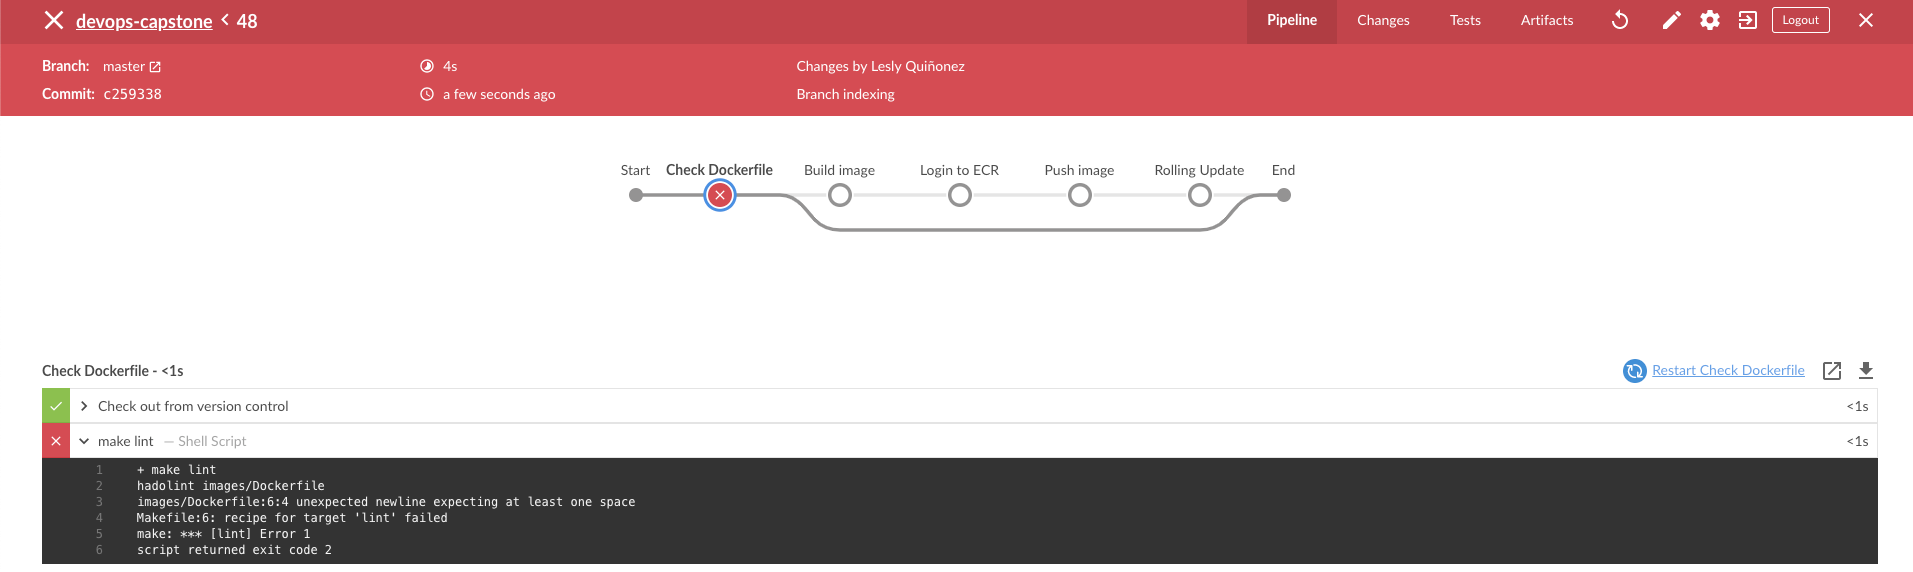 devops-capstone < 48
Pipeline Changes Tests Artifacts Logout
Branch: master
4s
Changes by Lesly Quiñonez
Commit: c259338
a few seconds ago
Branch indexing
Start Check Dockerfile Build image Login to ECR Push image Rolling Update End
Check Dockerfile - <1s
Restart Check Dockerfile
Check out from version control <1s
make lint — Shell Script <1s
1 + make lint
2 hadolint images/Dockerfile
3 images/Dockerfile:6:4 unexpected newline expecting at least one space
4 Makefile:6: recipe for target 'lint' failed
5 make: *** [lint] Error 1
6 script returned exit code 2